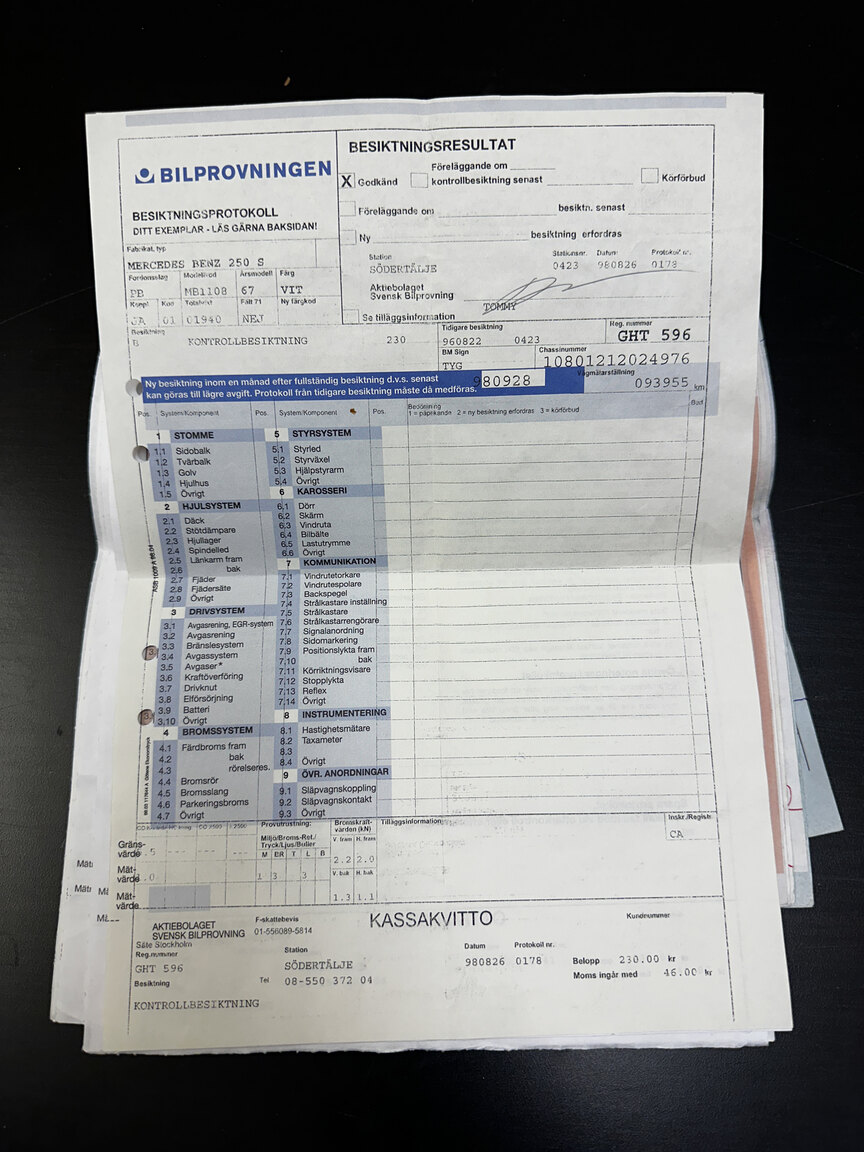 BILPROVNINGEN
BESIKTNINGSPROTOKOLL
DITT EXEMPLAR - LÄS GÄRNA BAKSIDAN!
BESIKTNINGSRESULTAT
Föreläggande om
X Godkänd kontrollbesiktning senast Körförbud
Föreläggande om besiktn. senast
Ny besiktning erfordras
Fabrikat, typ
MERCEDES BENZ 250 S
Station Stationsnr. Datum Protokoll nr.
SÖDERTÄLJE 0423 980826 0178
Fordonsslag Modellkod Årsmodell Färg
PB MB1108 67 VIT
Aktiebolaget
Svensk Bilprovning
TOMMY
Kaross Totalvikt Fält 71 Ny färgkod
JA 01 01940 NEJ
Se tilläggsinformation
Besiktning
B KONTROLLBESIKTNING 230
Tidigare besiktning
960822 0423
Reg. nummer
GHT 596
BM Sign
TYG
Chassinummer
10801212024976
Ny besiktning inom en månad efter fullständig besiktning d.v.s. senast 980928
kan göras till lägre avgift. Protokoll från tidigare besiktning måste då medföras.
Vägmätarställning
093955 km
Pos. System/Komponent Pos. System/Komponent Pos.
Bedömning
1 = påpekande 2 = ny besiktning erfordras 3 = körförbud
Bed
1 STOMME
1.1 Sidobalk
1.2 Tvärbalk
1.3 Golv
1.4 Hjulhus
1.5 Övrigt
2 HJULSYSTEM
2.1 Däck
2.2 Stötdämpare
2.3 Hjullager
2.4 Spindelled
2.5 Länkarm fram
2.6 bak
2.7 Fjäder
2.8 Fjädersäte
2.9 Övrigt
3 DRIVSYSTEM
3.1 Avgasrening, EGR-system
3.2 Avgasrening
3.3 Bränslesystem
3.4 Avgassystem
3.5 Avgaser*
3.6 Kraftöverföring
3.7 Drivknut
3.8 Elförsörjning
3.9 Batteri
3.10 Övrigt
4 BROMSSYSTEM
4.1 Färdbroms fram
4.2 bak
4.3 rörelseres.
4.4 Bromsrör
4.5 Bromsslang
4.6 Parkeringsbroms
4.7 Övrigt
5 STYRSYSTEM
5.1 Styrled
5.2 Styrväxel
5.3 Hjälpstyrarm
5.4 Övrigt
6 KAROSSERI
6.1 Dörr
6.2 Skärm
6.3 Vindruta
6.4 Bilbälte
6.5 Lastutrymme
6.6 Övrigt
7 KOMMUNIKATION
7.1 Vindrutetorkare
7.2 Vindrutespolare
7.3 Backspegel
7.4 Strålkastare inställning
7.5 Strålkastare
7.6 Strålkastarrengörare
7.7 Signalanordning
7.8 Sidomarkering
7.9 Positionslykta fram
7.10 bak
7.11 Körriktningsvisare
7.12 Stopplykta
7.13 Reflex
7.14 Övrigt
8 INSTRUMENTERING
8.1 Hastighetsmätare
8.2 Taxameter
8.3
8.4 Övrigt
9 ÖVR. ANORDNINGAR
9.1 Släpvagnskoppling
9.2 Släpvagnskontakt
9.3 Övrigt
Provutrustning:
Miljö/Broms-Ret./
Tryck/Ljus/Buller
M BR T L B
1 3 3
Bromskraft-
värden (kN)
V. fram H. fram
2.2 2.0
V. bak H. bak
1.3 1.1
Tilläggsinformation:
Inskr./Registr
CA
Gräns-
värde .5
Mät-
värde .0
Mät-
värde
AKTIEBOLAGET
SVENSK BILPROVNING
Säte Stockholm
F-skattebevis
01-556089-5814
KASSAKVITTO
Kundnummer
Reg.nummer
GHT 596
Station
SÖDERTÄLJE
Datum Protokoll nr.
980826 0178
Belopp 230.00 kr
Moms ingår med 46.00 kr
Besiktning
Tel 08-550 372 04
KONTROLLBESIKTNING